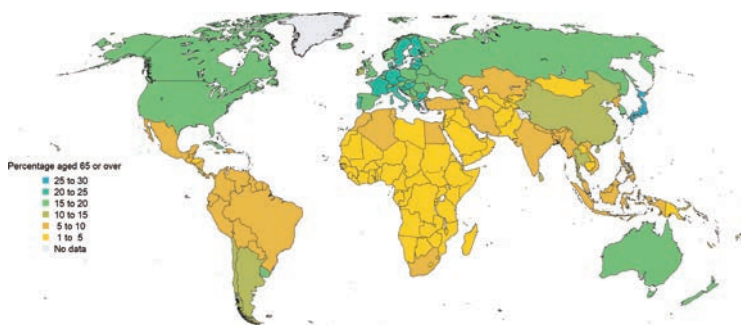 Percentage aged 65 or over
25 to 30
20 to 25
15 to 20
10 to 15
5 to 10
1 to 5
No data